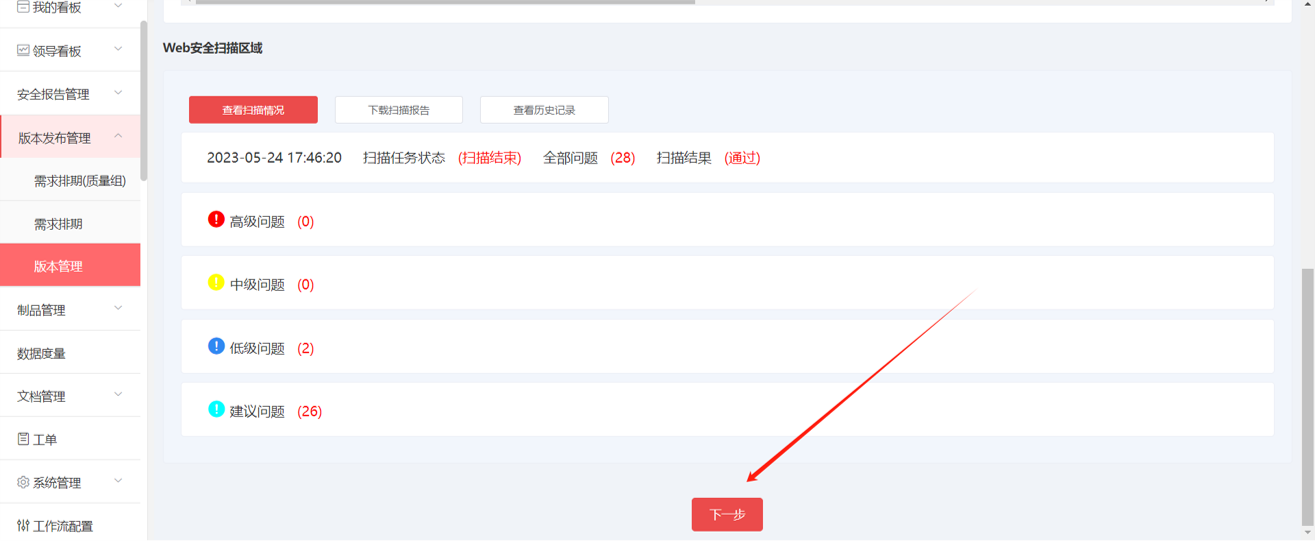 我的看板
领导看板
安全报告管理
版本发布管理
需求排期(质量组)
需求排期
版本管理
制品管理
数据度量
文档管理
工单
系统管理
工作流配置
Web安全扫描区域
查看扫描情况 下载扫描报告 查看历史记录
2023-05-24 17:46:20 扫描任务状态 (扫描结束) 全部问题 (28) 扫描结果 (通过)
高级问题 (0)
中级问题 (0)
低级问题 (2)
建议问题 (26)
下一步